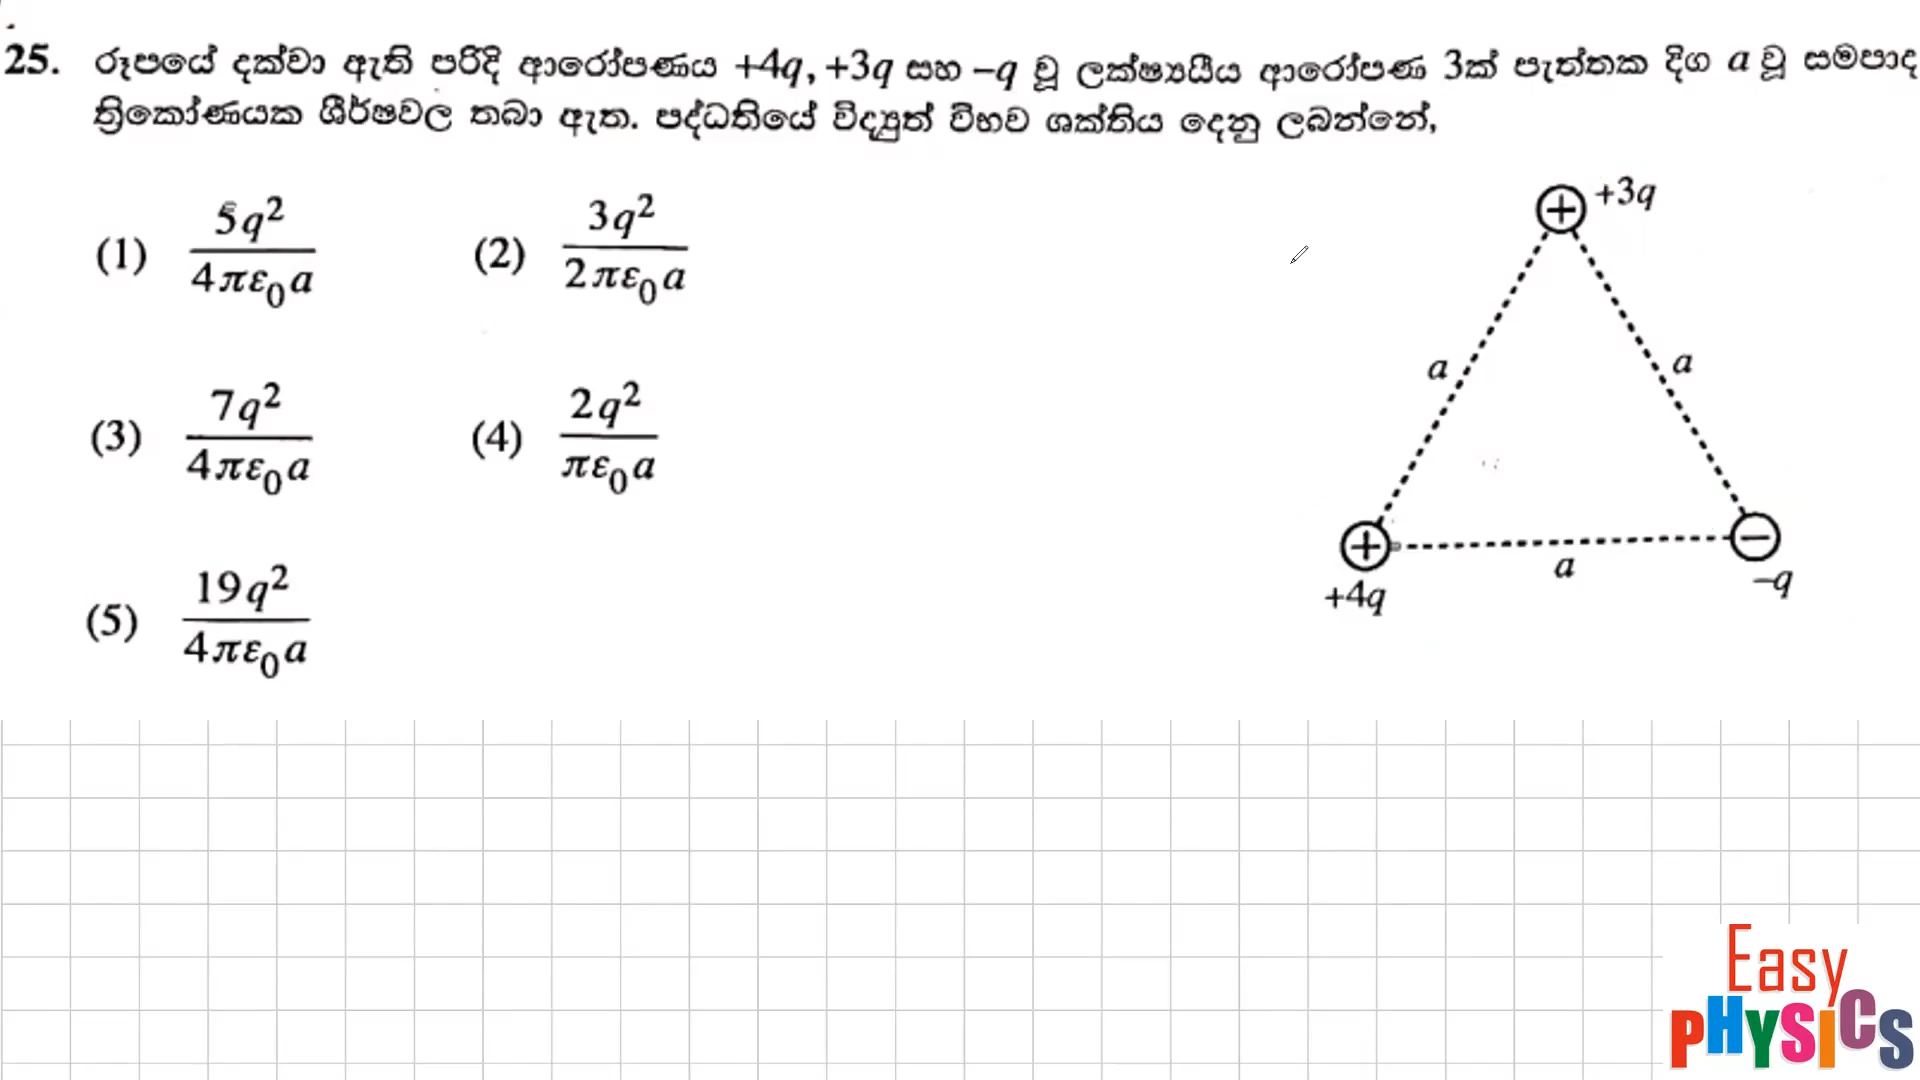 25. රූපයේ දක්වා ඇති පරිදි ආරෝපණය +4q, +3q සහ –q වූ ලක්ෂ්‍යයීය ආරෝපණ 3ක් පැත්තක දිග a වූ සමපාද
ත්‍රිකෝණයක ශීර්ෂවල තබා ඇත. පද්ධතියේ විද්‍යුත් විභව ශක්තිය දෙනු ලබන්නේ,
(1) 5q²/4πε₀a
(2) 3q²/2πε₀a
(3) 7q²/4πε₀a
(4) 2q²/πε₀a
(5) 19q²/4πε₀a
+3q
a
a
+4q
a
–q
Easy
PHYSICS